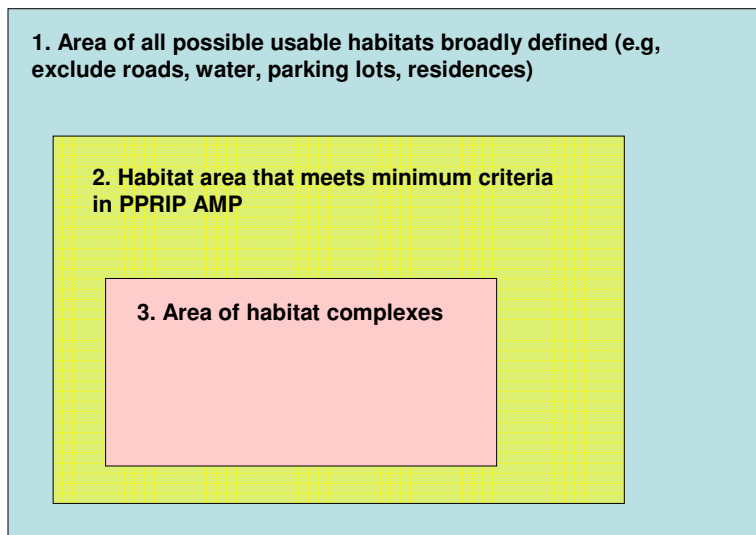 1. Area of all possible usable habitats broadly defined (e.g,
exclude roads, water, parking lots, residences)
2. Habitat area that meets minimum criteria
in PPRIP AMP
3. Area of habitat complexes